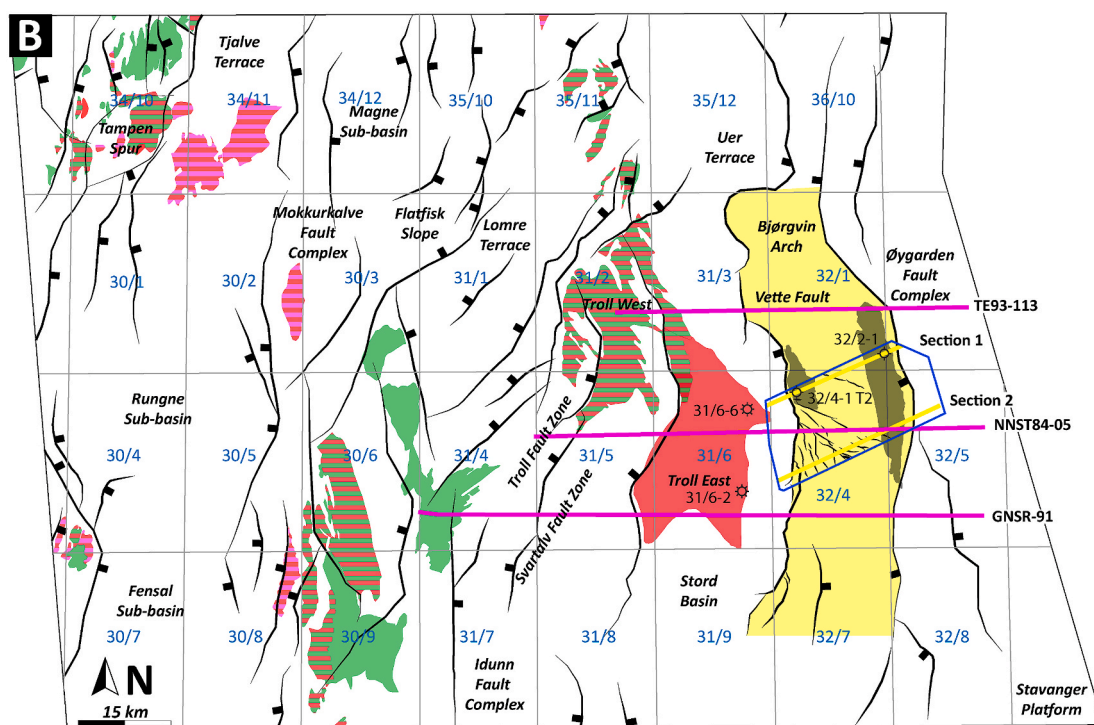 B
Tjalve
Terrace
34/10
34/11
34/12
35/10
35/11
35/12
36/10
Tampen
Spur
Magne
Sub-basin
Uer
Terrace
Mokkurkalve
Fault
Complex
Flatfisk
Slope
Lomre
Terrace
Bjørgvin
Arch
Øygarden
Fault
Complex
30/1
30/2
30/3
31/1
31/2
31/3
32/1
Troll West
Vette Fault
TE93-113
32/2-1
Section 1
Rungne
Sub-basin
31/6-6
32/4-1 T2
Section 2
NNST84-05
30/4
30/5
30/6
31/4
31/5
31/6
32/5
Troll Fault Zone
Troll East
31/6-2
32/4
GNSR-91
Svartalv Fault Zone
Fensal
Sub-basin
Stord
Basin
30/7
30/8
30/9
31/7
31/8
31/9
32/7
32/8
Idunn
Fault
Complex
N
15 km
Stavanger
Platform